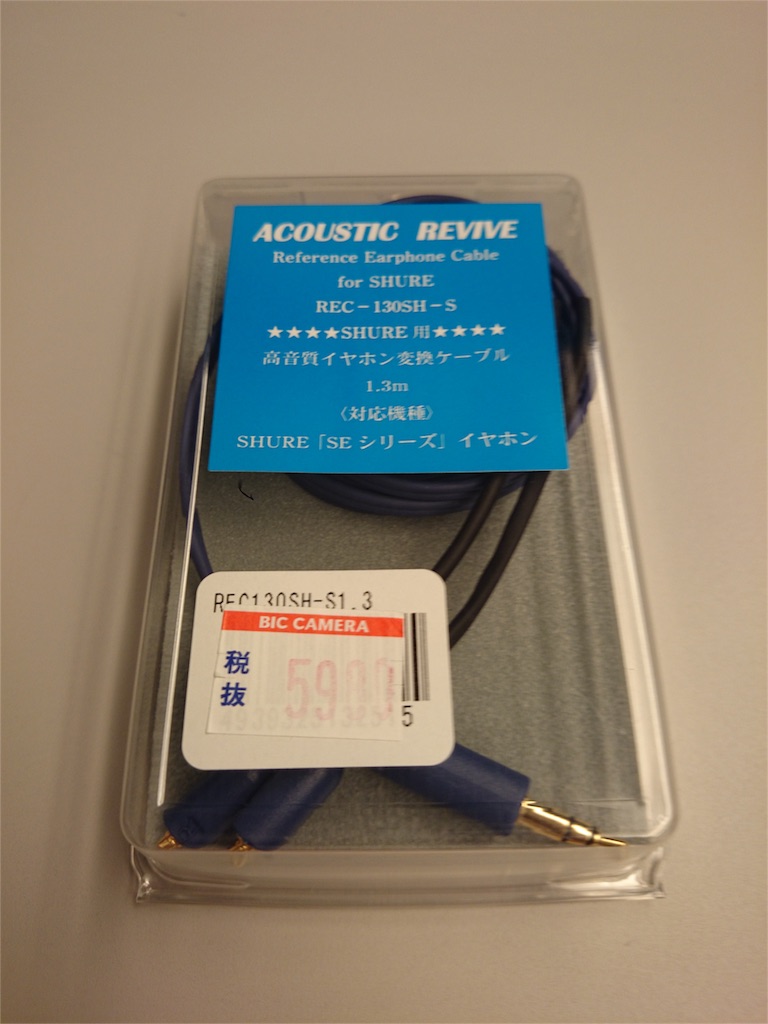 ACOUSTIC REVIVE
Reference Earphone Cable
for SHURE
REC-130SH-S
★★★★SHURE 用★★★★
高音質イヤホン変換ケーブル
1.3m
〈対応機種〉
SHURE「SE シリーズ」イヤホン
REC130SH-S1.3
BIC CAMERA
税
抜